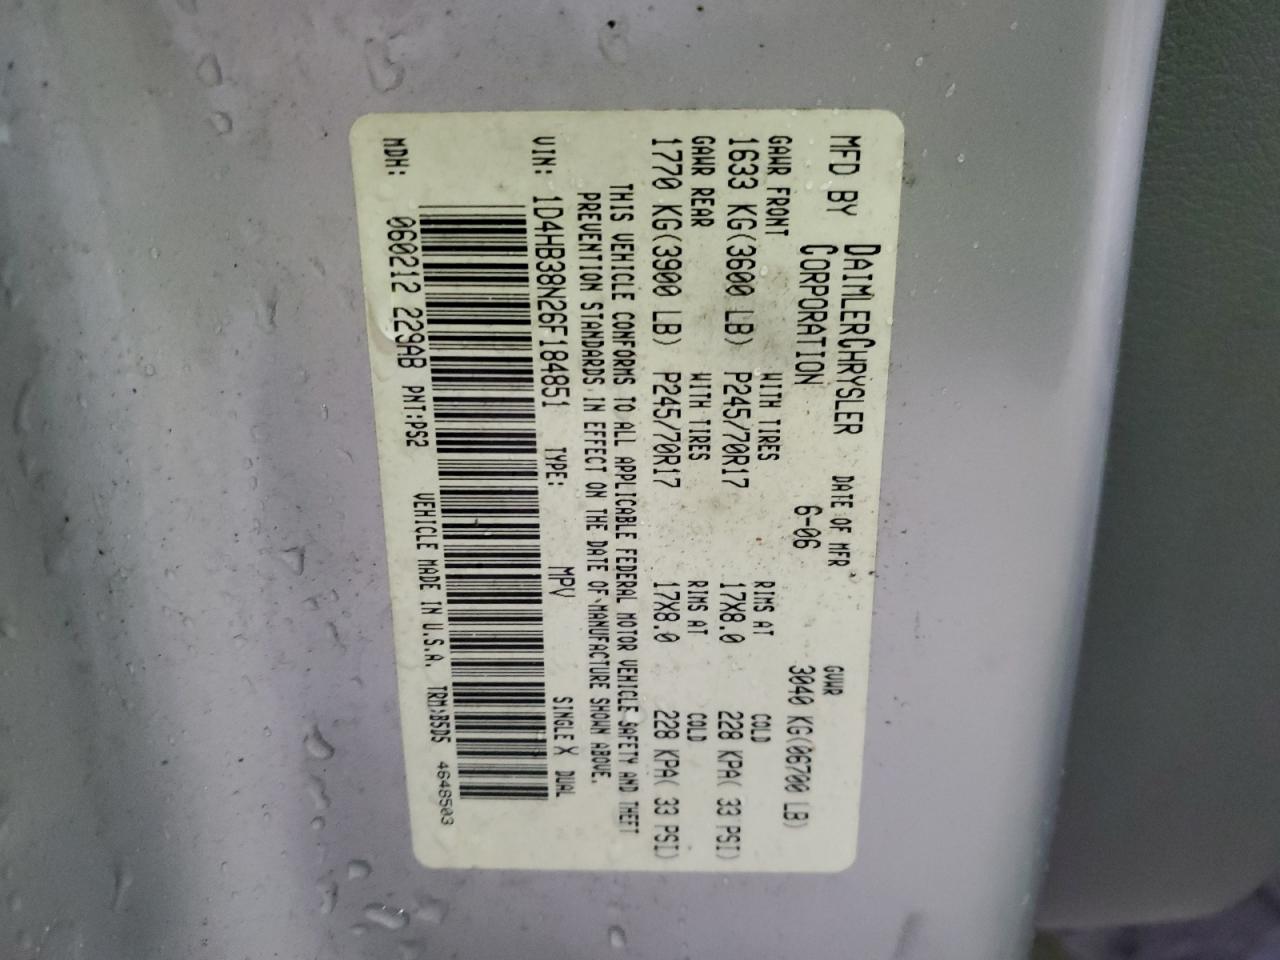 MFD BY DAIMLERCHRYSLER CORPORATION DATE OF MFR 6-06 GVWR 3040 KG(06700 LB)
GAWR FRONT WITH TIRES RIMS AT COLD
1633 KG(3600 LB) P245/70R17 17X8.0 228 KPA( 33 PSI)
GAWR REAR WITH TIRES RIMS AT COLD
1770 KG(3900 LB) P245/70R17 17X8.0 228 KPA( 33 PSI)
THIS VEHICLE CONFORMS TO ALL APPLICABLE FEDERAL MOTOR VEHICLE SAFETY AND THEFT
PREVENTION STANDARDS IN EFFECT ON THE DATE OF MANUFACTURE SHOWN ABOVE.
VIN: 1D4HB38N26F184851 TYPE: MPV SINGLE X DUAL
MDH: 060212 229AB PNT:PS2 VEHICLE MADE IN U.S.A. TRM:B5D5 4648503